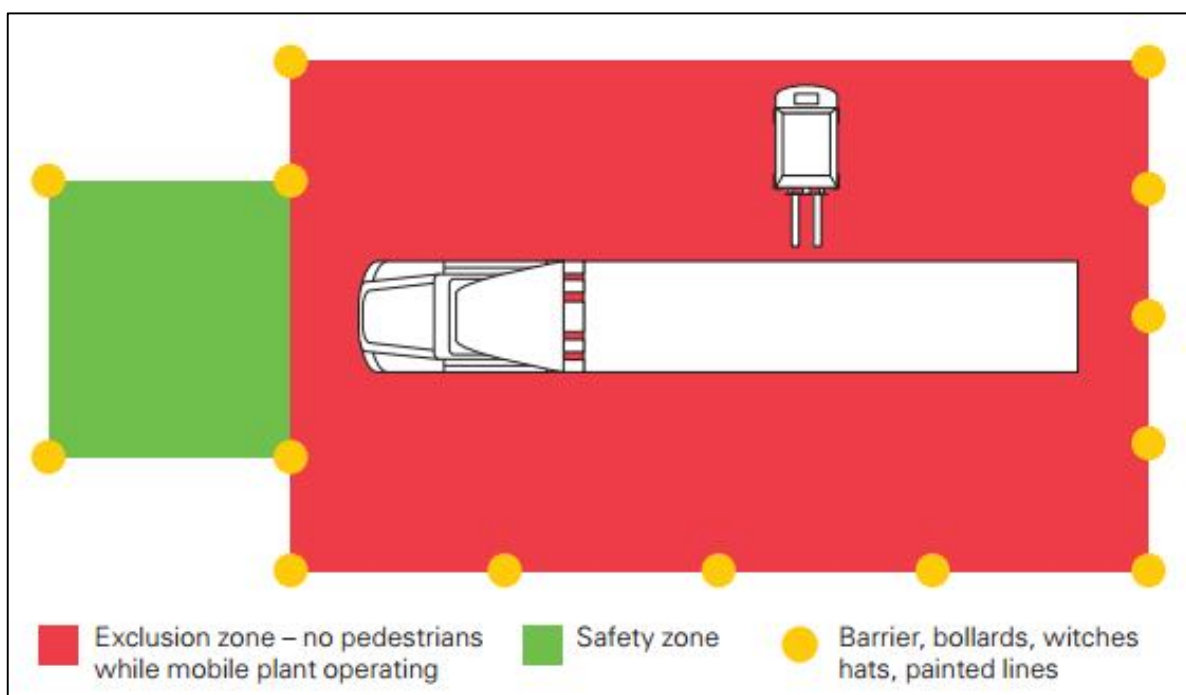 Exclusion zone – no pedestrians
while mobile plant operating
Safety zone
Barrier, bollards, witches
hats, painted lines